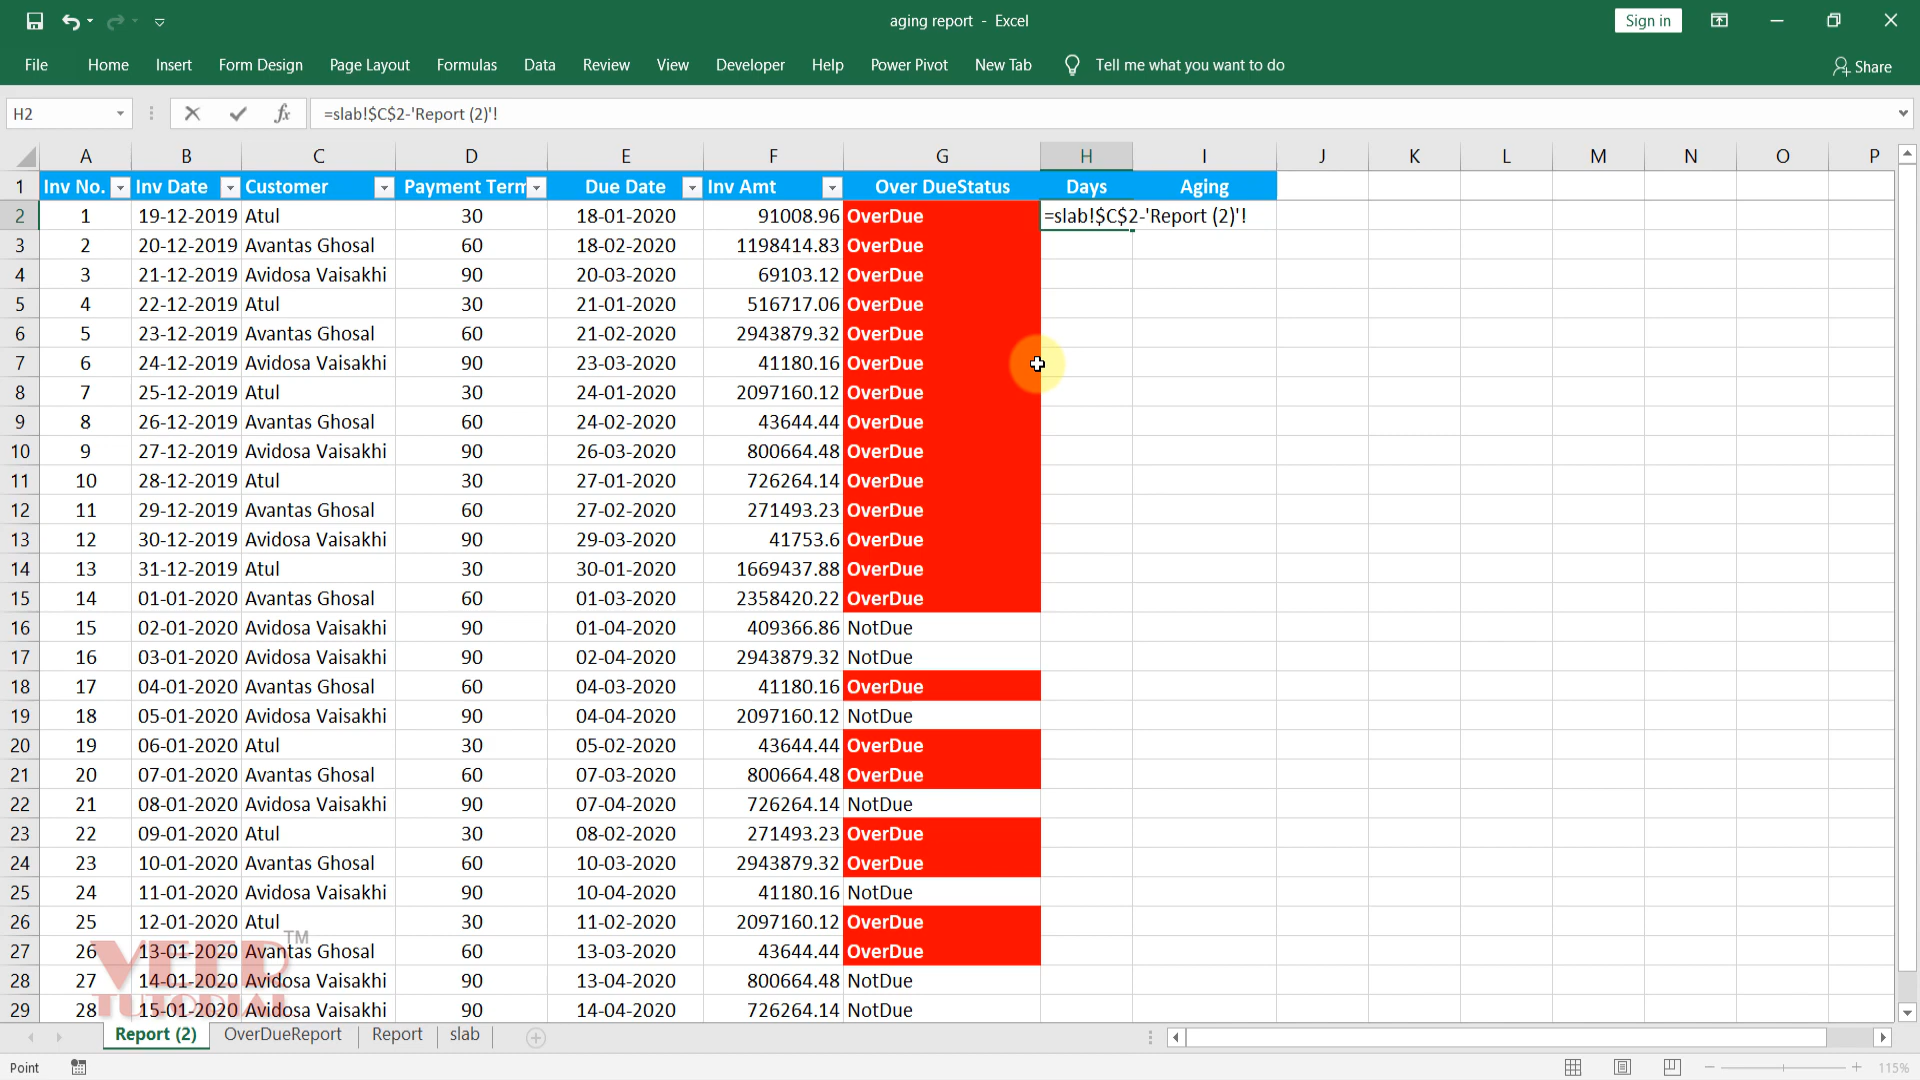 aging report - Excel
Sign in
File Home Insert Form Design Page Layout Formulas Data Review View Developer Help Power Pivot New Tab Tell me what you want to do Share
H2 fx =slab!$C$2-'Report (2)'!
A B C D E F G H I J K L M N O P
1 Inv No. Inv Date Customer Payment Term Due Date Inv Amt Over DueStatus Days Aging
2 1 19-12-2019 Atul 30 18-01-2020 91008.96 OverDue =slab!$C$2-'Report (2)'!
3 2 20-12-2019 Avantas Ghosal 60 18-02-2020 1198414.83 OverDue
4 3 21-12-2019 Avidosa Vaisakhi 90 20-03-2020 69103.12 OverDue
5 4 22-12-2019 Atul 30 21-01-2020 516717.06 OverDue
6 5 23-12-2019 Avantas Ghosal 60 21-02-2020 2943879.32 OverDue
7 6 24-12-2019 Avidosa Vaisakhi 90 23-03-2020 41180.16 OverDue
8 7 25-12-2019 Atul 30 24-01-2020 2097160.12 OverDue
9 8 26-12-2019 Avantas Ghosal 60 24-02-2020 43644.44 OverDue
10 9 27-12-2019 Avidosa Vaisakhi 90 26-03-2020 800664.48 OverDue
11 10 28-12-2019 Atul 30 27-01-2020 726264.14 OverDue
12 11 29-12-2019 Avantas Ghosal 60 27-02-2020 271493.23 OverDue
13 12 30-12-2019 Avidosa Vaisakhi 90 29-03-2020 41753.6 OverDue
14 13 31-12-2019 Atul 30 30-01-2020 1669437.88 OverDue
15 14 01-01-2020 Avantas Ghosal 60 01-03-2020 2358420.22 OverDue
16 15 02-01-2020 Avidosa Vaisakhi 90 01-04-2020 409366.86 NotDue
17 16 03-01-2020 Avidosa Vaisakhi 90 02-04-2020 2943879.32 NotDue
18 17 04-01-2020 Avantas Ghosal 60 04-03-2020 41180.16 OverDue
19 18 05-01-2020 Avidosa Vaisakhi 90 04-04-2020 2097160.12 NotDue
20 19 06-01-2020 Atul 30 05-02-2020 43644.44 OverDue
21 20 07-01-2020 Avantas Ghosal 60 07-03-2020 800664.48 OverDue
22 21 08-01-2020 Avidosa Vaisakhi 90 07-04-2020 726264.14 NotDue
23 22 09-01-2020 Atul 30 08-02-2020 271493.23 OverDue
24 23 10-01-2020 Avantas Ghosal 60 10-03-2020 2943879.32 OverDue
25 24 11-01-2020 Avidosa Vaisakhi 90 10-04-2020 41180.16 NotDue
26 25 12-01-2020 Atul 30 11-02-2020 2097160.12 OverDue
27 26 13-01-2020 Avantas Ghosal 60 13-03-2020 43644.44 OverDue
28 27 14-01-2020 Avidosa Vaisakhi 90 13-04-2020 800664.48 NotDue
29 28 15-01-2020 Avidosa Vaisakhi 90 14-04-2020 726264.14 NotDue
TUTORIAL
TM
Report (2) OverDueReport Report slab
Point 115%